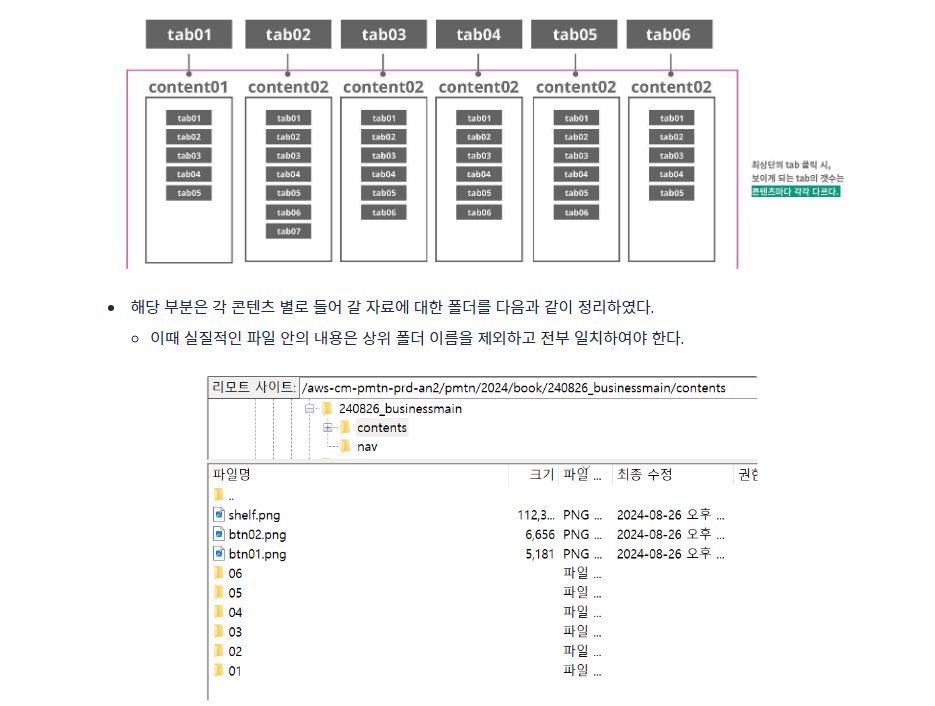 tab01 tab02 tab03 tab04 tab05 tab06
content01 content02 content02 content02 content02 content02
tab01 tab01 tab01 tab01 tab01 tab01
tab02 tab02 tab02 tab02 tab02 tab02
tab03 tab03 tab03 tab03 tab03 tab03
tab04 tab04 tab04 tab04 tab04 tab04
tab05 tab05 tab05 tab05 tab05 tab05
tab06 tab06 tab06 tab06
tab07
최상단의 tab 클릭 시,
보이게 되는 tab의 갯수는
콘텐츠마다 각각 다르다.
• 해당 부분은 각 콘텐츠 별로 들어 갈 자료에 대한 폴더를 다음과 같이 정리하였다.
○ 이때 실질적인 파일 안의 내용은 상위 폴더 이름을 제외하고 전부 일치하여야 한다.
리모트 사이트: /aws-cm-pmtn-prd-an2/pmtn/2024/book/240826_businessmain/contents
240826_businessmain
contents
nav
파일명 크기 파일 ... 최종 수정 권한
..
shelf.png 112,3... PNG ... 2024-08-26 오후 ...
btn02.png 6,656 PNG ... 2024-08-26 오후 ...
btn01.png 5,181 PNG ... 2024-08-26 오후 ...
06 파일 ...
05 파일 ...
04 파일 ...
03 파일 ...
02 파일 ...
01 파일 ...